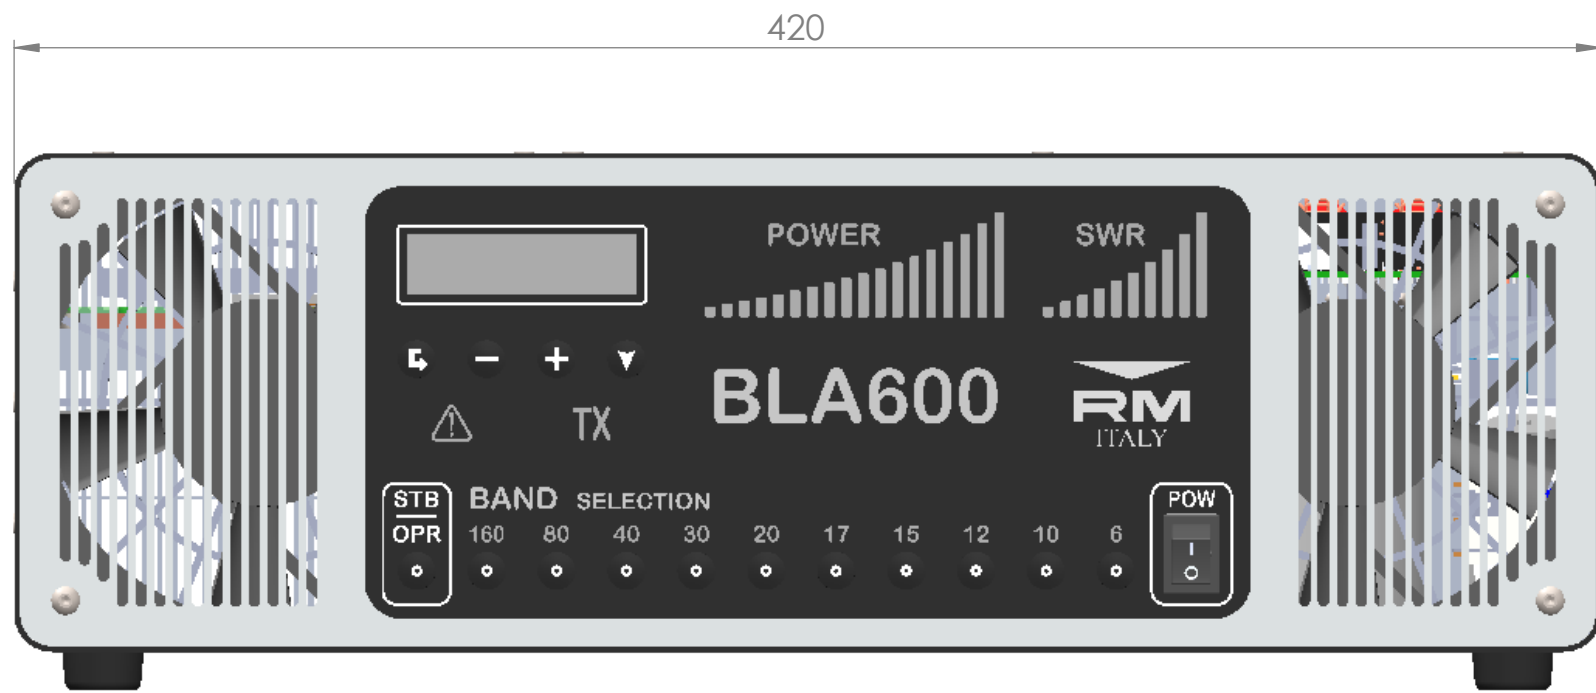 420
POWER
SWR
BLA600
RM
ITALY
TX
STB
OPR
BAND SELECTION
160 80 40 30 20 17 15 12 10 6
POW